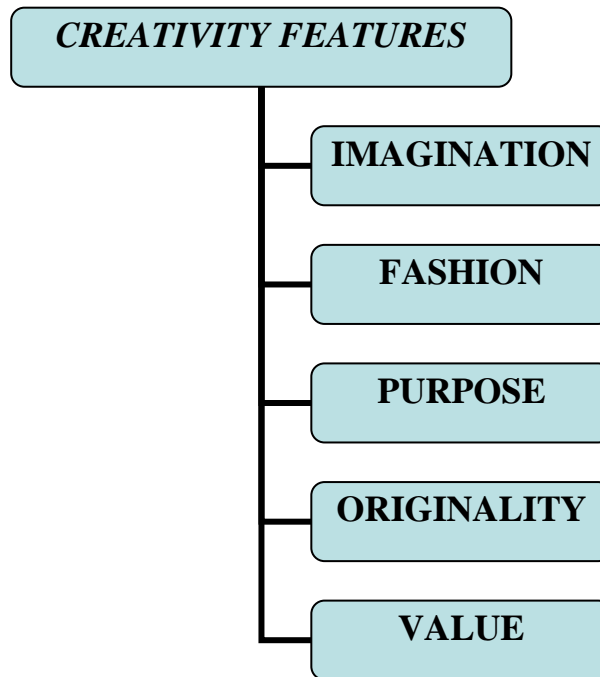 CREATIVITY FEATURES
IMAGINATION
FASHION
PURPOSE
ORIGINALITY
VALUE